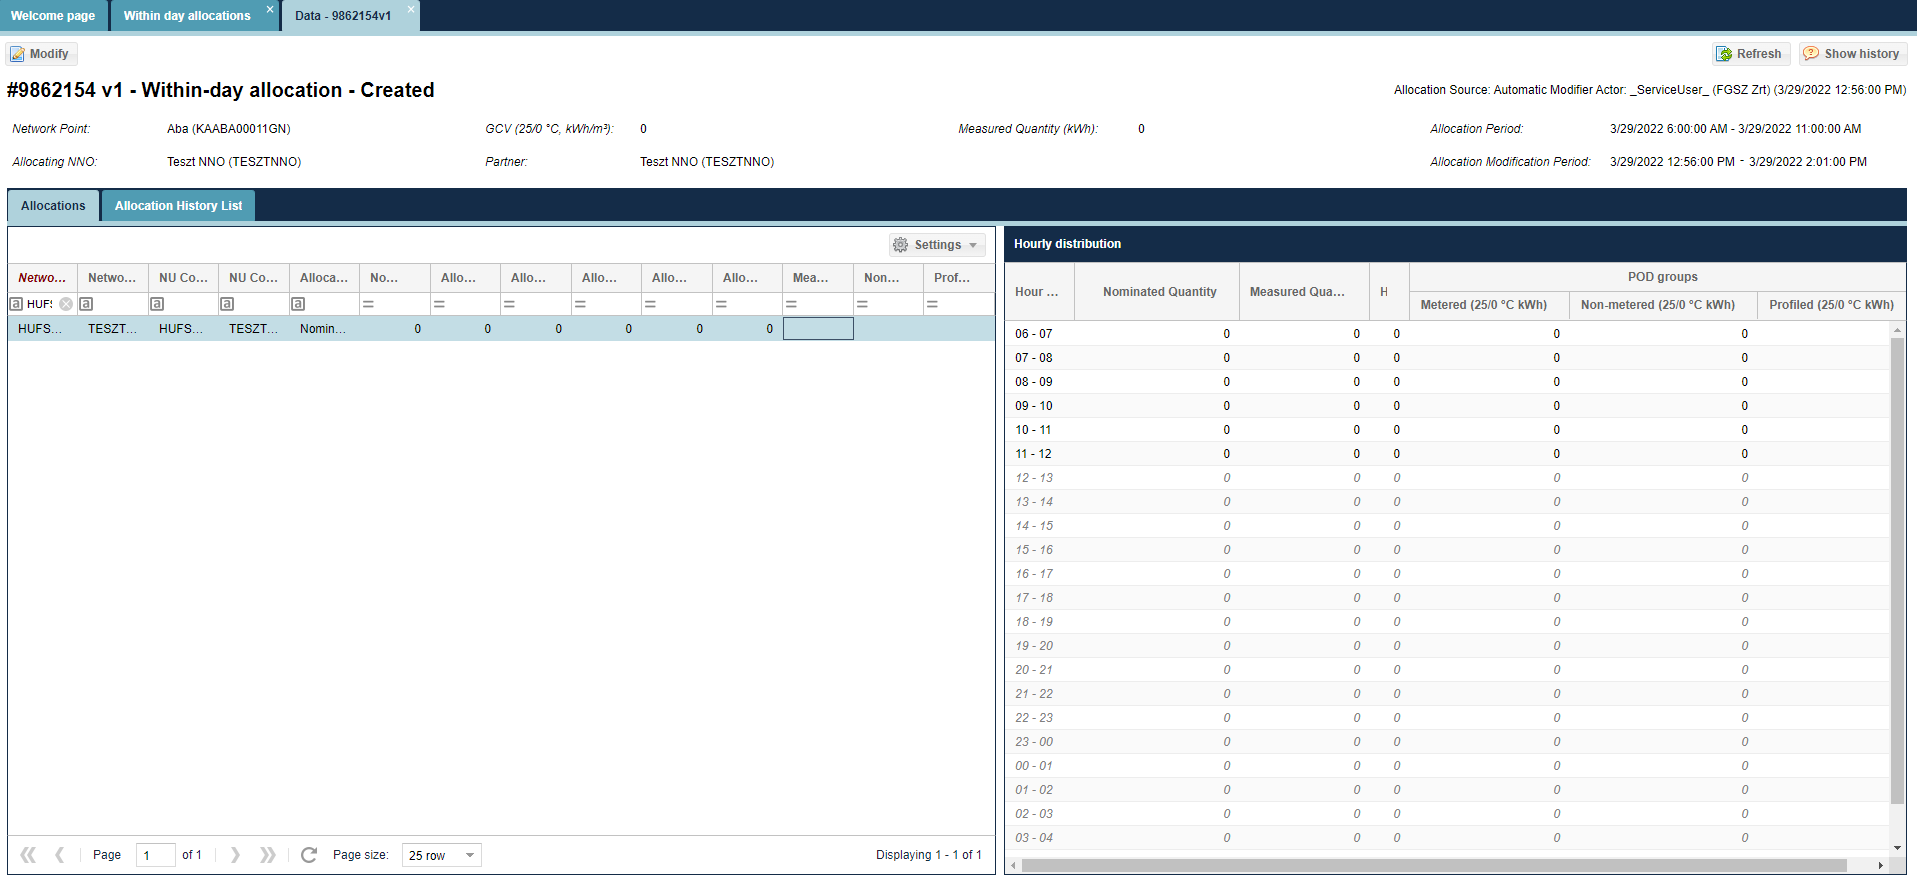 Welcome page Within day allocations × Data - 9862154v1 ×
Modify Refresh Show history
#9862154 v1 - Within-day allocation - Created Allocation Source: Automatic Modifier Actor: _ServiceUser_ (FGSZ Zrt) (3/29/2022 12:56:00 PM)
Network Point: Aba (KAABA00011GN) GCV (25/0 °C, kWh/m³): 0 Measured Quantity (kWh): 0 Allocation Period: 3/29/2022 6:00:00 AM - 3/29/2022 11:00:00 AM
Allocating NNO: Teszt NNO (TESZTNNO) Partner: Teszt NNO (TESZTNNO) Allocation Modification Period: 3/29/2022 12:56:00 PM - 3/29/2022 2:01:00 PM
Allocations Allocation History List
Settings
Netwo... Netwo... NU Co... NU Co... Alloca... No... Allo... Allo... Allo... Allo... Allo... Mea... Non... Prof...
a HUFS a a a a = = = = = = = = =
HUFS... TESZT... HUFS... TESZT... Nomin... 0 0 0 0 0 0
Page 1 of 1 Page size: 25 row Displaying 1 - 1 of 1
Hourly distribution
Hour ... Nominated Quantity Measured Qua... H POD groups
Metered (25/0 °C kWh) Non-metered (25/0 °C kWh) Profiled (25/0 °C kWh)
06 - 07 0 0 0 0 0
07 - 08 0 0 0 0 0
08 - 09 0 0 0 0 0
09 - 10 0 0 0 0 0
10 - 11 0 0 0 0 0
11 - 12 0 0 0 0 0
12 - 13 0 0 0 0 0
13 - 14 0 0 0 0 0
14 - 15 0 0 0 0 0
15 - 16 0 0 0 0 0
16 - 17 0 0 0 0 0
17 - 18 0 0 0 0 0
18 - 19 0 0 0 0 0
19 - 20 0 0 0 0 0
20 - 21 0 0 0 0 0
21 - 22 0 0 0 0 0
22 - 23 0 0 0 0 0
23 - 00 0 0 0 0 0
00 - 01 0 0 0 0 0
01 - 02 0 0 0 0 0
02 - 03 0 0 0 0 0
03 - 04 0 0 0 0 0